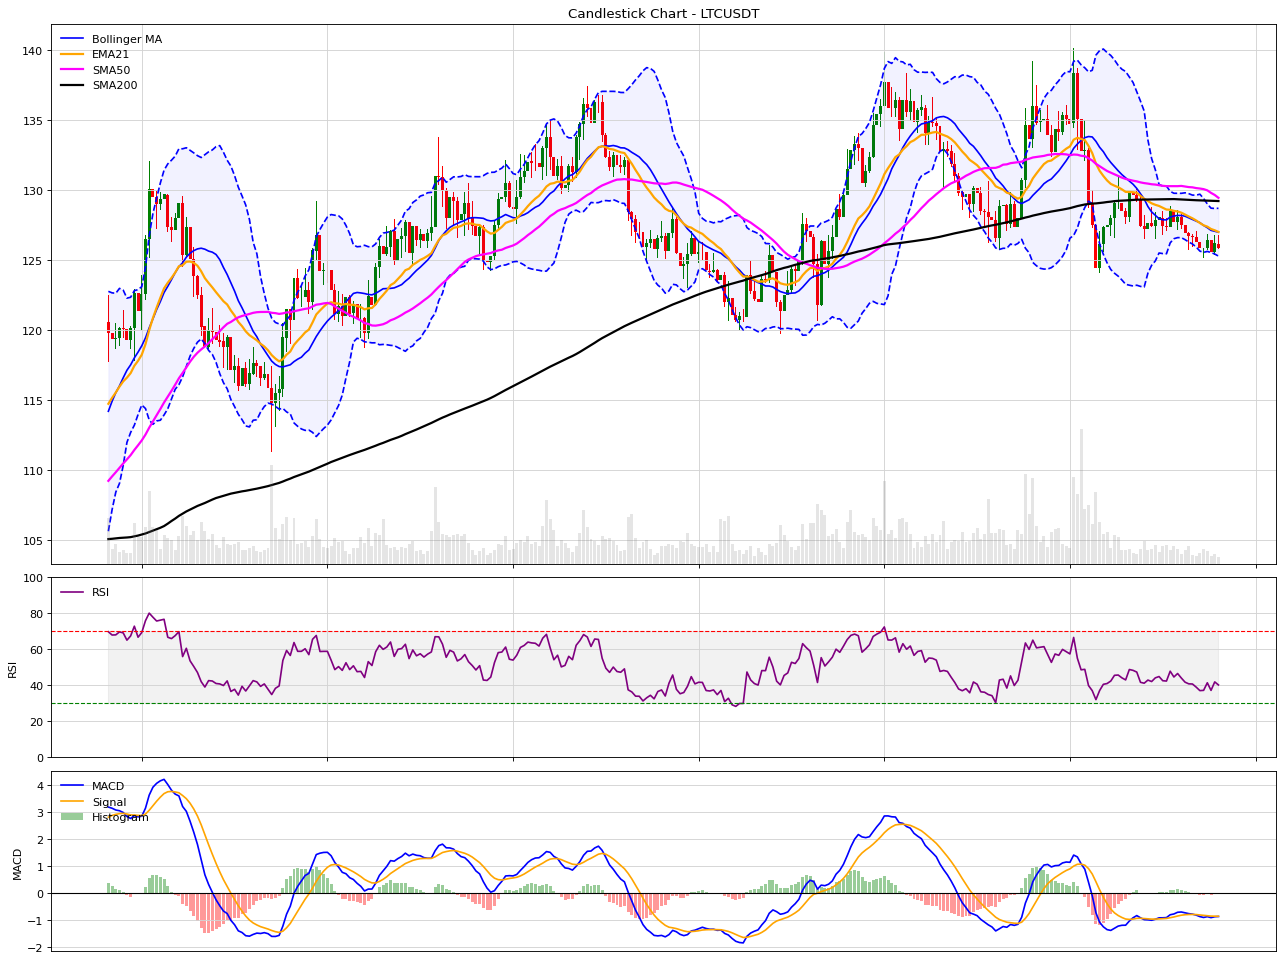 Candlestick Chart - LTCUSDT
Bollinger MA
EMA21
SMA50
SMA200
140
135
130
125
120
115
110
105
RSI
100
80
60
40
20
0
RSI
MACD
Signal
Histogram
4
3
2
1
0
−1
−2
MACD